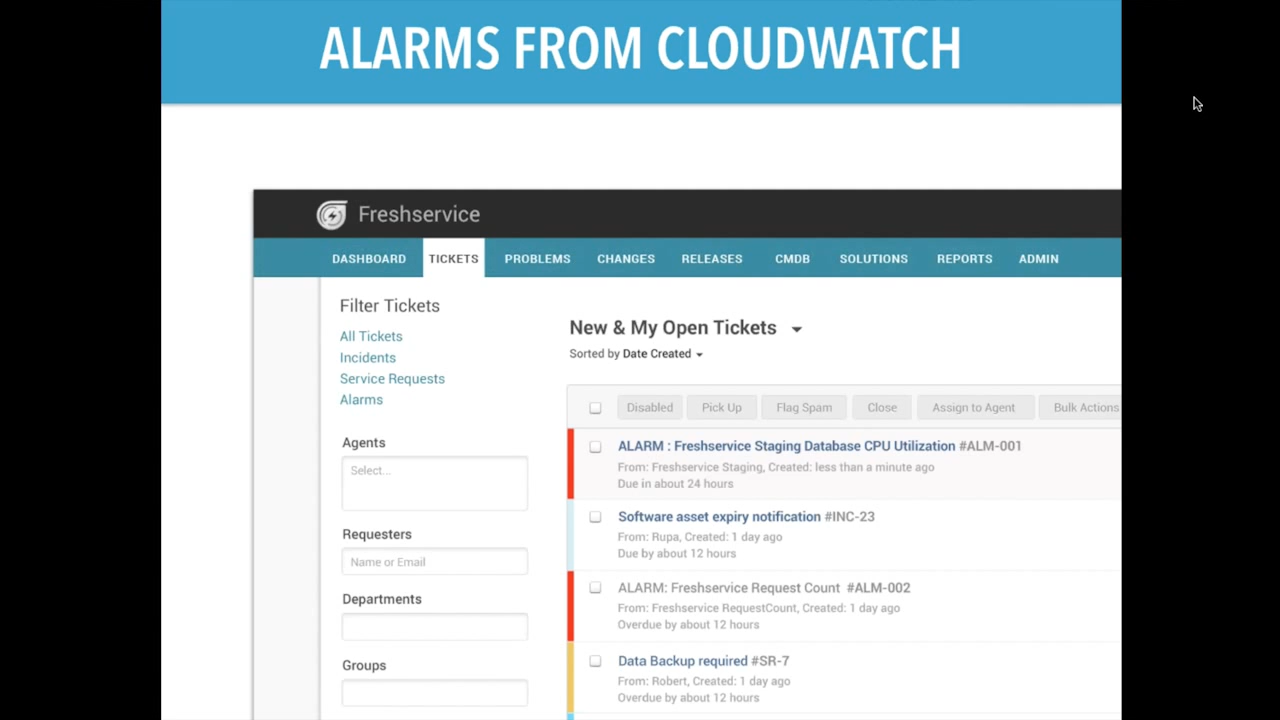 ALARMS FROM CLOUDWATCH
Freshservice
DASHBOARD TICKETS PROBLEMS CHANGES RELEASES CMDB SOLUTIONS REPORTS ADMIN
Filter Tickets
All Tickets
Incidents
Service Requests
Alarms
Agents
Select...
Requesters
Name or Email
Departments
Groups
New & My Open Tickets
Sorted by Date Created
Disabled Pick Up Flag Spam Close Assign to Agent Bulk Actions
ALARM : Freshservice Staging Database CPU Utilization #ALM-001
From: Freshservice Staging, Created: less than a minute ago
Due in about 24 hours
Software asset expiry notification #INC-23
From: Rupa, Created: 1 day ago
Due by about 12 hours
ALARM: Freshservice Request Count #ALM-002
From: Freshservice RequestCount, Created: 1 day ago
Overdue by about 12 hours
Data Backup required #SR-7
From: Robert, Created: 1 day ago
Overdue by about 12 hours